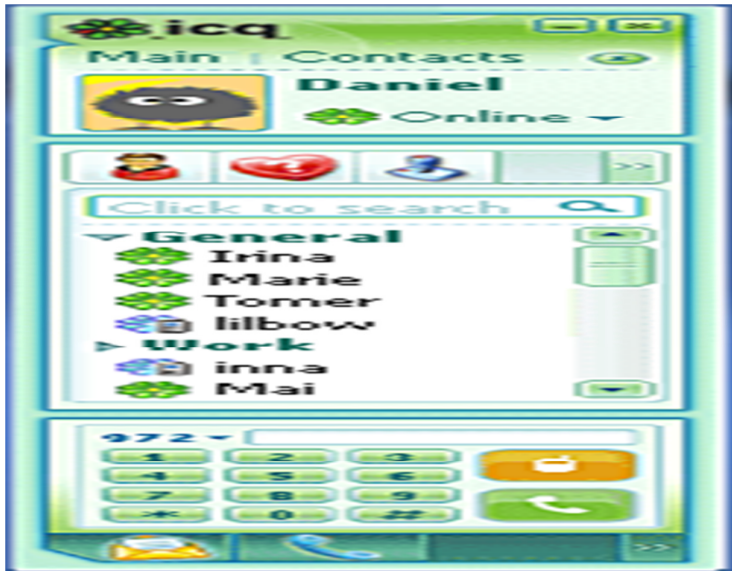 icq
Main | Contacts
Daniel
Online
>>
Click to search
General
Irina
Marie
Tomer
lilbow
Work
inna
Mai
972
1 2 3
4 5 6
7 8 9
* 0 #
>>